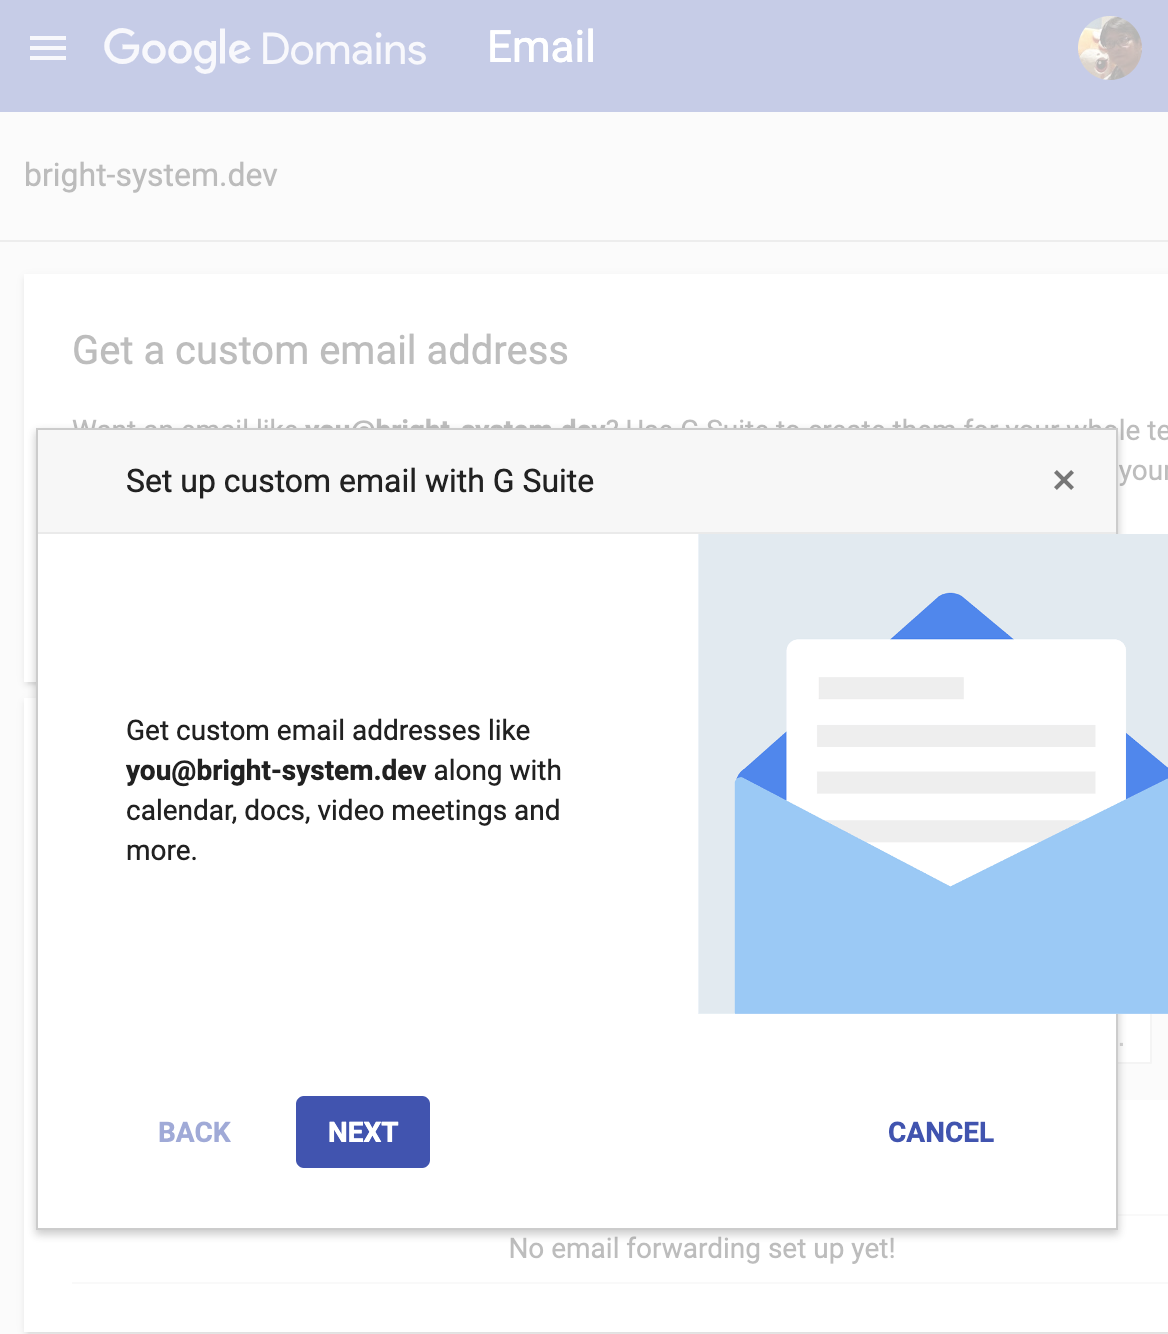 Google Domains Email
bright-system.dev
Get a custom email address
Want an email like you@bright-system.dev? Use G Suite to create them for your whole te
your
Set up custom email with G Suite
Get custom email addresses like
you@bright-system.dev along with
calendar, docs, video meetings and
more.
BACK NEXT CANCEL
No email forwarding set up yet!